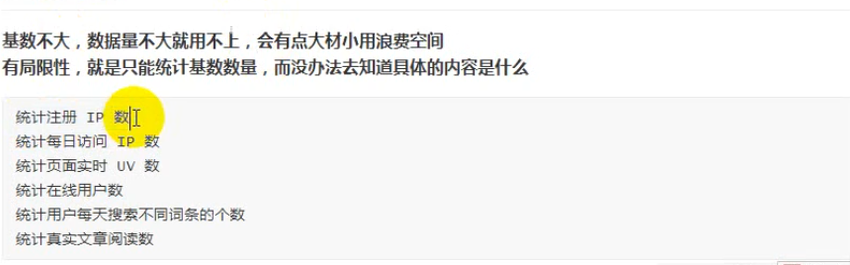 基数不大，数据量不大就用不上，会有点大材小用浪费空间
有局限性，就是只能统计基数数量，而没办法去知道具体的内容是什么
统计注册 IP 数
统计每日访问 IP 数
统计页面实时 UV 数
统计在线用户数
统计用户每天搜索不同词条的个数
统计真实文章阅读数